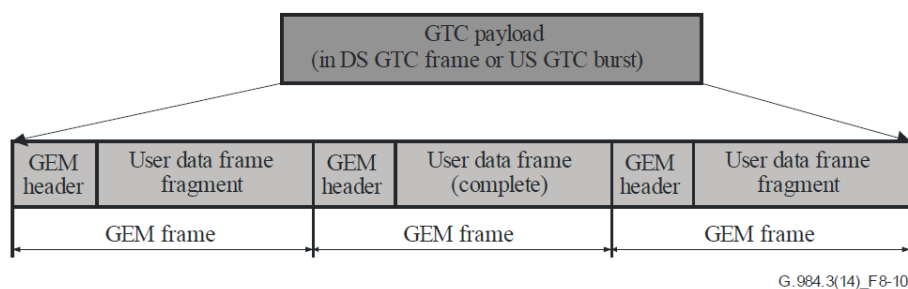 GTC payload
(in DS GTC frame or US GTC burst)
GEM
header
User data frame
fragment
GEM
header
User data frame
(complete)
GEM
header
User data frame
fragment
GEM frame
GEM frame
GEM frame
G.984.3(14)_F8-10